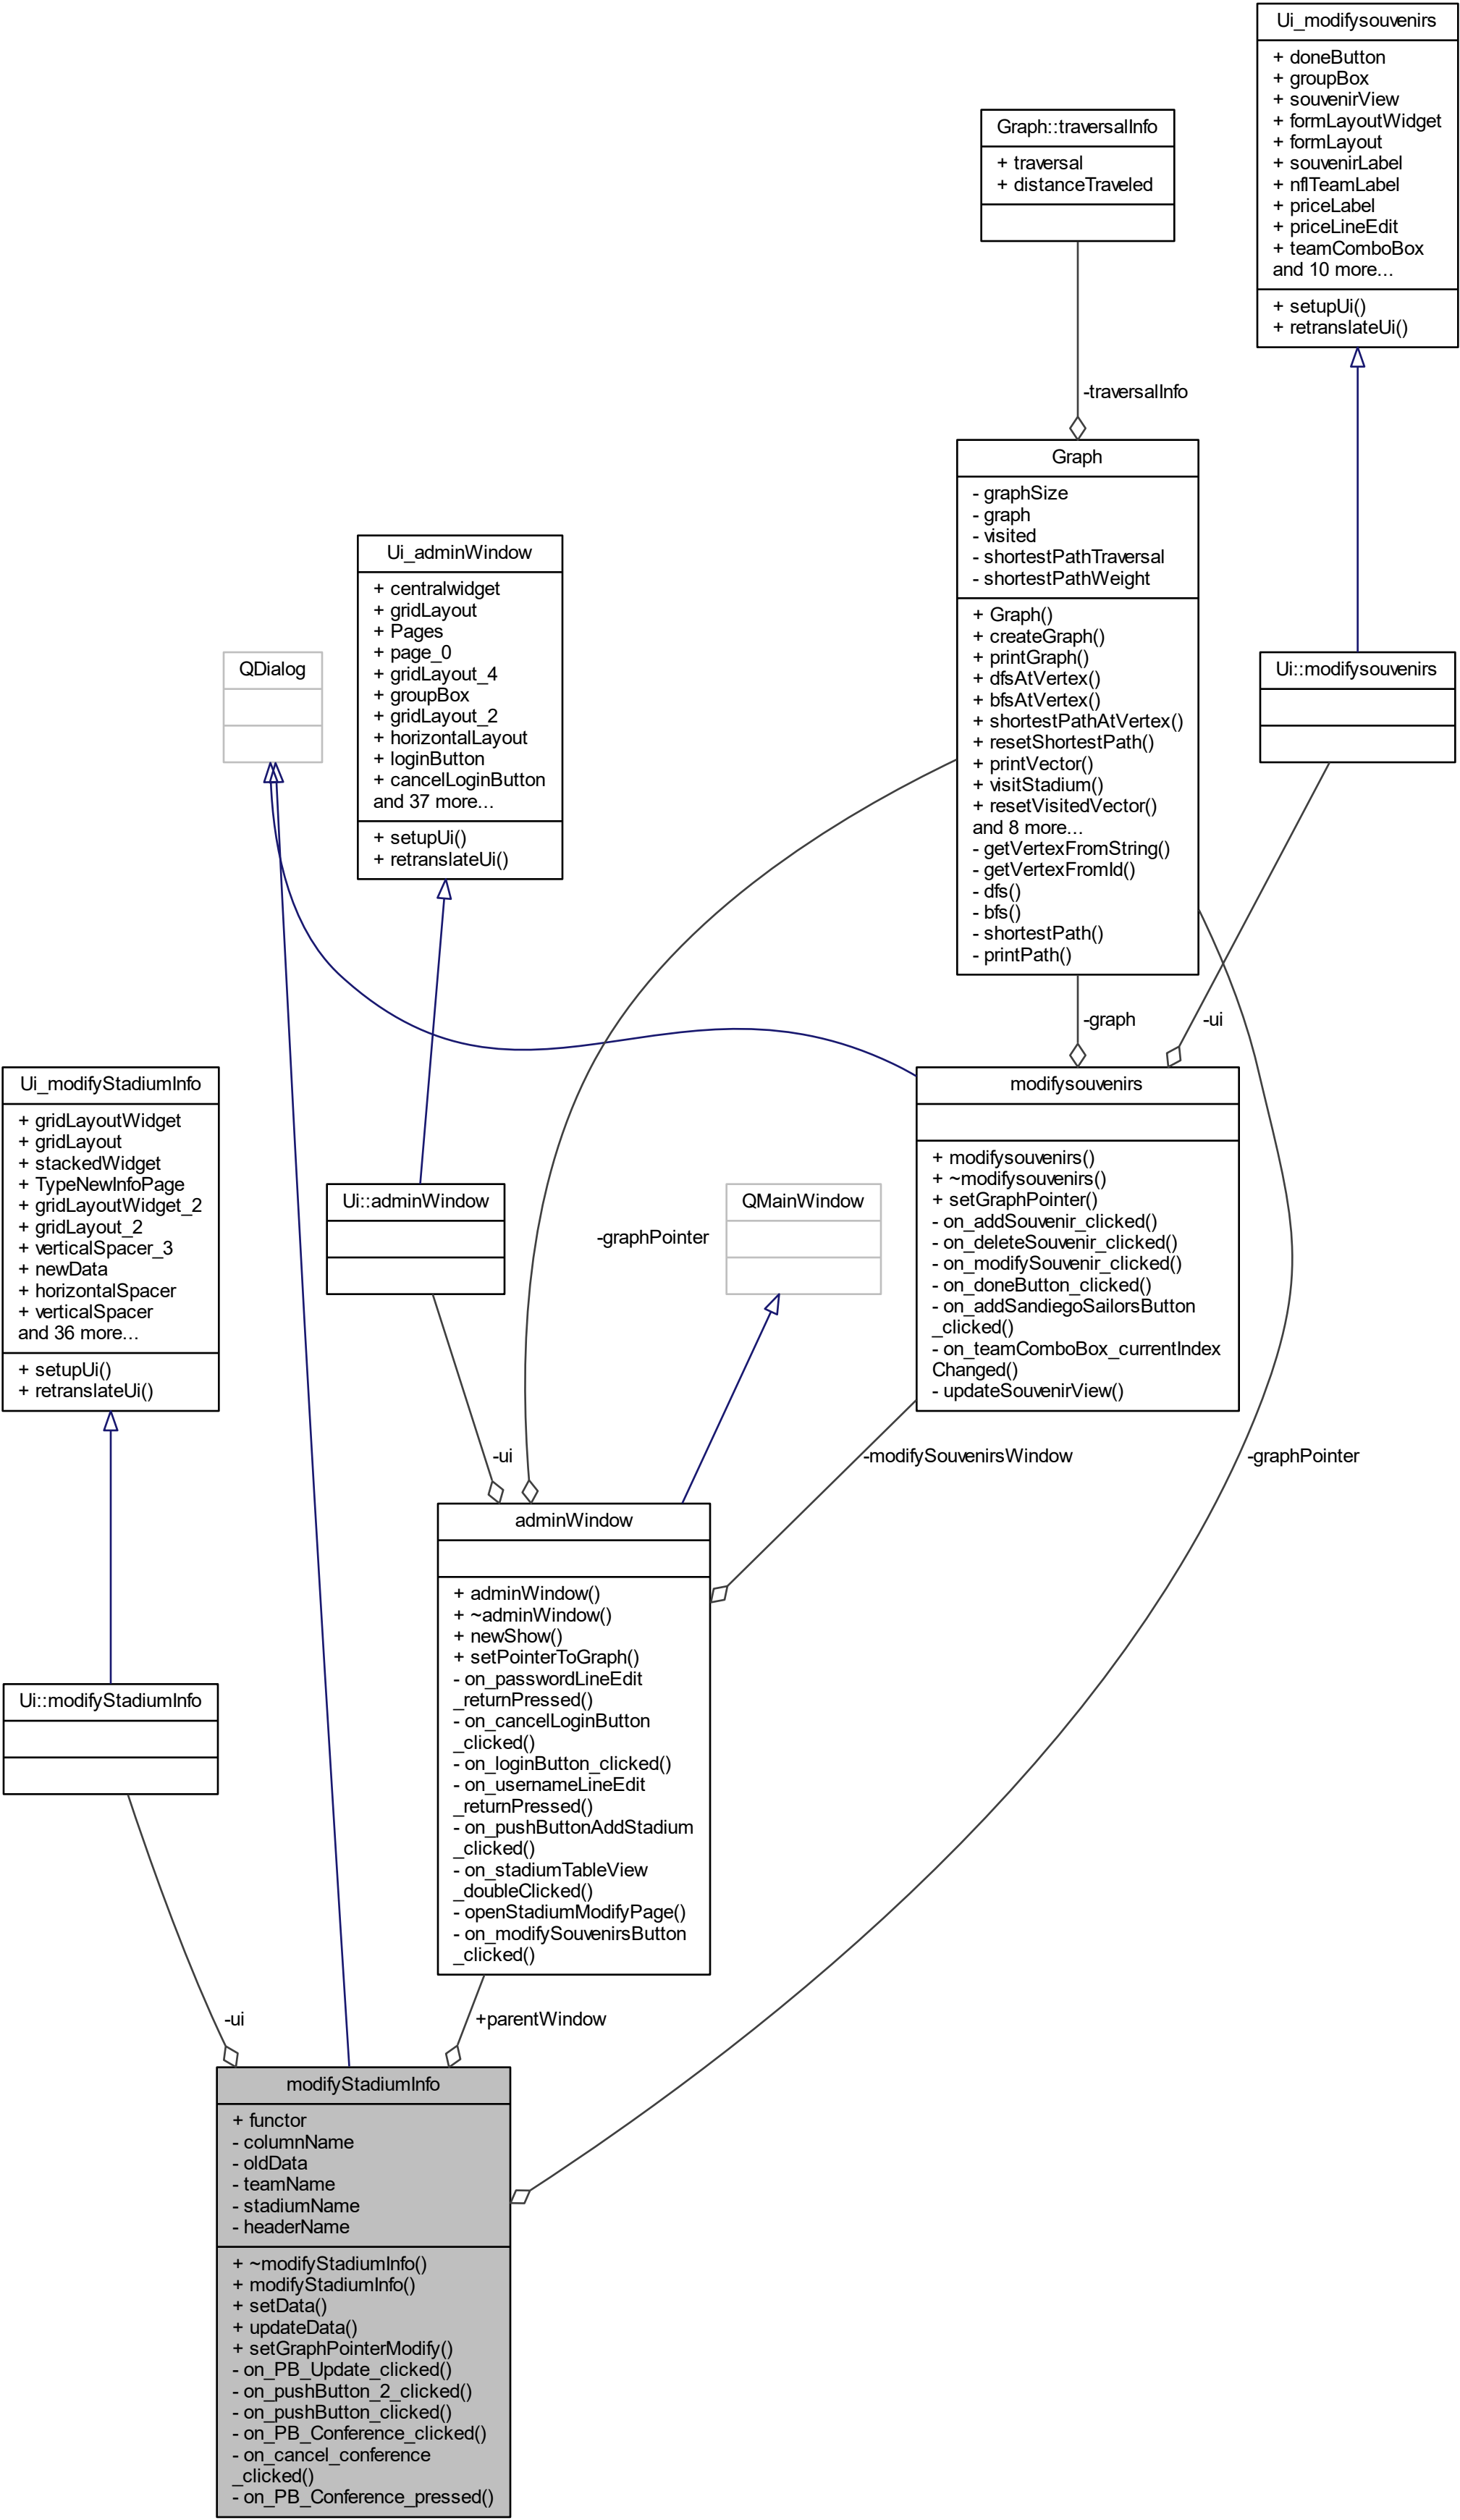 Ui_modifysouvenirs
+ doneButton
+ groupBox
+ souvenirView
+ formLayoutWidget
+ formLayout
+ souvenirLabel
+ nflTeamLabel
+ priceLabel
+ priceLineEdit
+ teamComboBox
and 10 more...
+ setupUi()
+ retranslateUi()
Graph::traversalInfo
+ traversal
+ distanceTraveled
-traversalInfo
Graph
- graphSize
- graph
- visited
- shortestPathTraversal
- shortestPathWeight
+ Graph()
+ createGraph()
+ printGraph()
+ dfsAtVertex()
+ bfsAtVertex()
+ shortestPathAtVertex()
+ resetShortestPath()
+ printVector()
+ visitStadium()
+ resetVisitedVector()
and 8 more...
- getVertexFromString()
- getVertexFromId()
- dfs()
- bfs()
- shortestPath()
- printPath()
Ui_adminWindow
+ centralwidget
+ gridLayout
+ Pages
+ page_0
+ gridLayout_4
+ groupBox
+ gridLayout_2
+ horizontalLayout
+ loginButton
+ cancelLoginButton
and 37 more...
+ setupUi()
+ retranslateUi()
QDialog
Ui::modifysouvenirs
-graph
-ui
Ui_modifyStadiumInfo
+ gridLayoutWidget
+ gridLayout
+ stackedWidget
+ TypeNewInfoPage
+ gridLayoutWidget_2
+ gridLayout_2
+ verticalSpacer_3
+ newData
+ horizontalSpacer
+ verticalSpacer
and 36 more...
+ setupUi()
+ retranslateUi()
modifysouvenirs
+ modifysouvenirs()
+ ~modifysouvenirs()
+ setGraphPointer()
- on_addSouvenir_clicked()
- on_deleteSouvenir_clicked()
- on_modifySouvenir_clicked()
- on_doneButton_clicked()
- on_addSandiegoSailorsButton
_clicked()
- on_teamComboBox_currentIndex
Changed()
- updateSouvenirView()
Ui::adminWindow
QMainWindow
-graphPointer
-ui
-modifySouvenirsWindow
-graphPointer
adminWindow
+ adminWindow()
+ ~adminWindow()
+ newShow()
+ setPointerToGraph()
- on_passwordLineEdit
_returnPressed()
- on_cancelLoginButton
_clicked()
- on_loginButton_clicked()
- on_usernameLineEdit
_returnPressed()
- on_pushButtonAddStadium
_clicked()
- on_stadiumTableView
_doubleClicked()
- openStadiumModifyPage()
- on_modifySouvenirsButton
_clicked()
Ui::modifyStadiumInfo
-ui
+parentWindow
modifyStadiumInfo
+ functor
- columnName
- oldData
- teamName
- stadiumName
- headerName
+ ~modifyStadiumInfo()
+ modifyStadiumInfo()
+ setData()
+ updateData()
+ setGraphPointerModify()
- on_PB_Update_clicked()
- on_pushButton_2_clicked()
- on_pushButton_clicked()
- on_PB_Conference_clicked()
- on_cancel_conference
_clicked()
- on_PB_Conference_pressed()